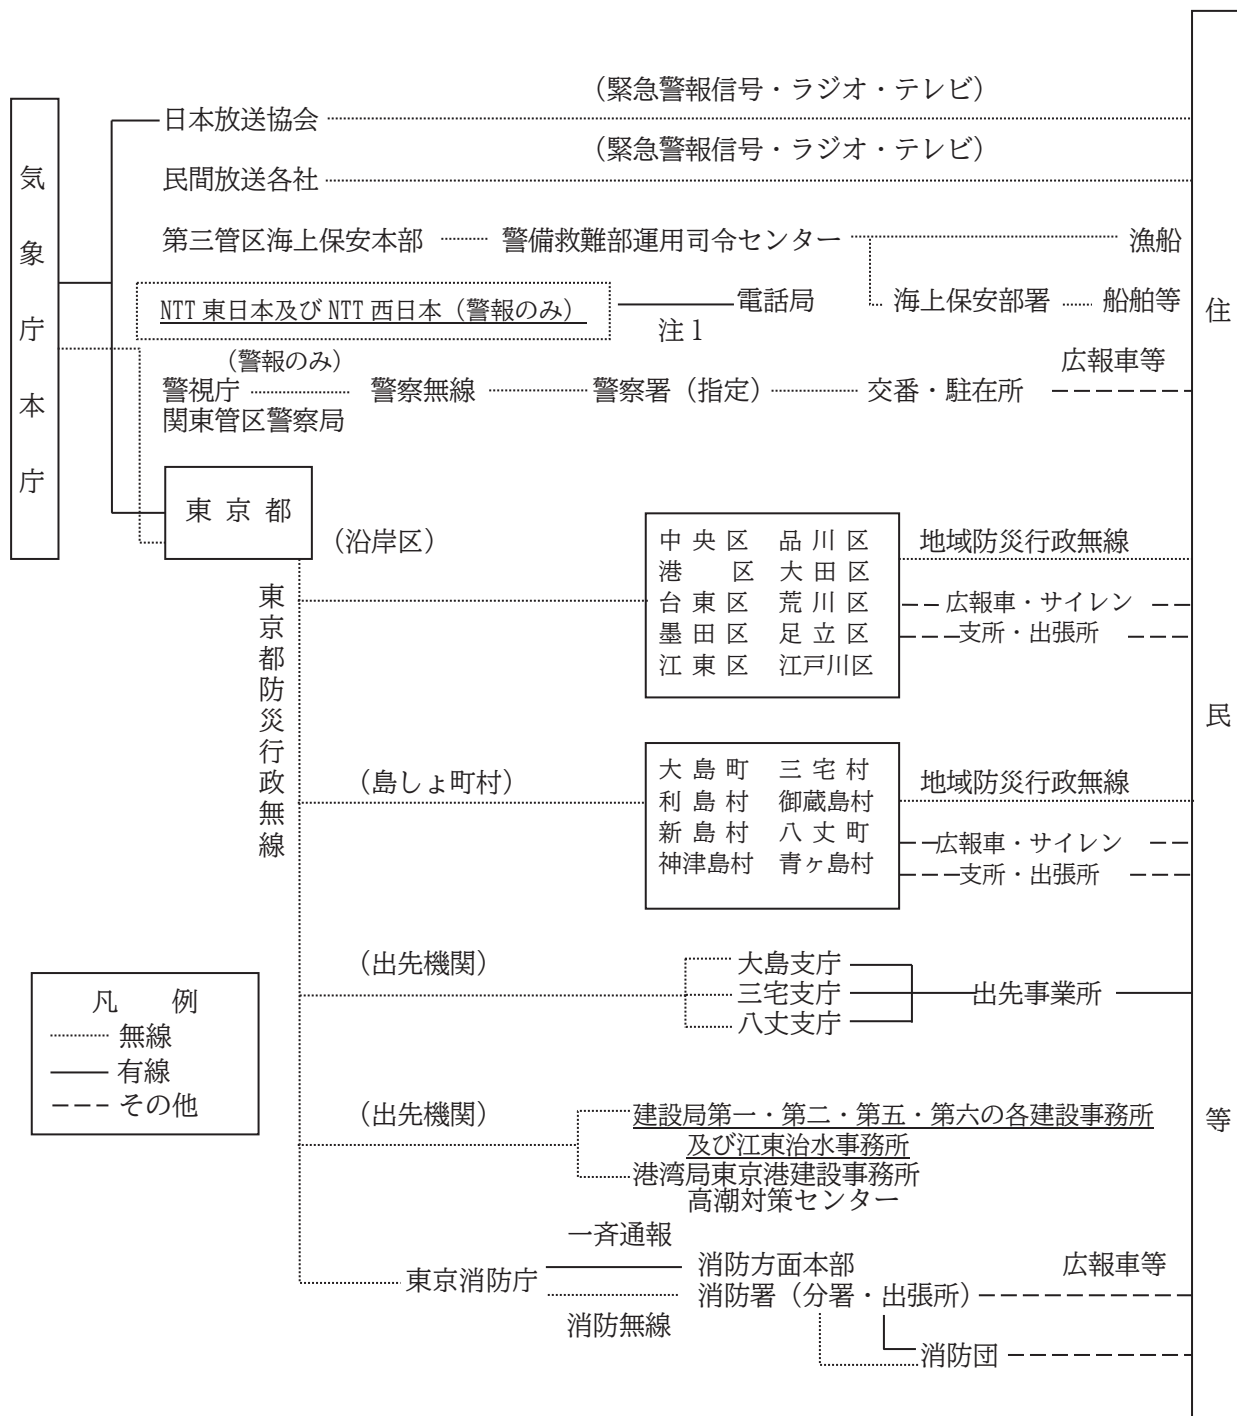 気象庁本庁
(緊急警報信号・ラジオ・テレビ)
日本放送協会
(緊急警報信号・ラジオ・テレビ)
民間放送各社
第三管区海上保安本部 警備救難部運用司令センター 漁船
海上保安部署 船舶等
NTT 東日本及び NTT 西日本(警報のみ) 電話局
注1
(警報のみ) 広報車等
警視庁 警察無線 警察署(指定) 交番・駐在所
関東管区警察局
東京都
(沿岸区)
東京都防災行政無線
中央区 品川区
港 区 大田区
台東区 荒川区
墨田区 足立区
江東区 江戸川区
地域防災行政無線
広報車・サイレン
支所・出張所
(島しょ町村)
大島町 三宅村
利島村 御蔵島村
新島村 八丈町
神津島村 青ヶ島村
地域防災行政無線
広報車・サイレン
支所・出張所
(出先機関)
大島支庁
三宅支庁
八丈支庁
出先事業所
凡 例
無線
有線
その他
(出先機関)
建設局第一・第二・第五・第六の各建設事務所
及び江東治水事務所
港湾局東京港建設事務所
高潮対策センター
東京消防庁
一斉通報
消防無線
消防方面本部
消防署(分署・出張所)
広報車等
消防団
住民等